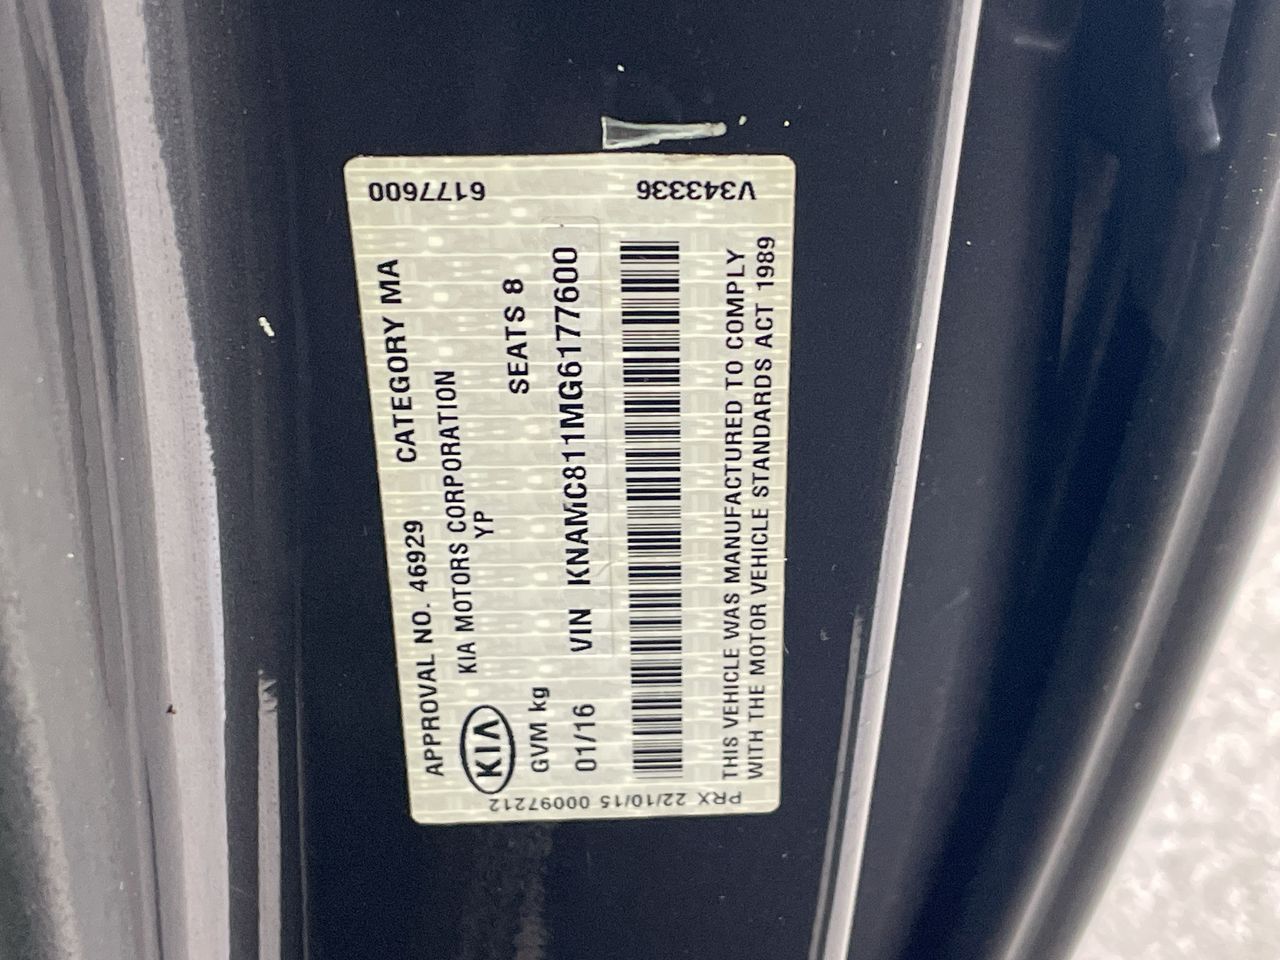 APPROVAL NO. 46929 CATEGORY MA
KIA MOTORS CORPORATION
KIA YP
GVM kg SEATS 8
01/16 VIN KNAMC811MG6177600
THIS VEHICLE WAS MANUFACTURED TO COMPLY
WITH THE MOTOR VEHICLE STANDARDS ACT 1989
6177600
V343336
PRX 22/10/15 00097212